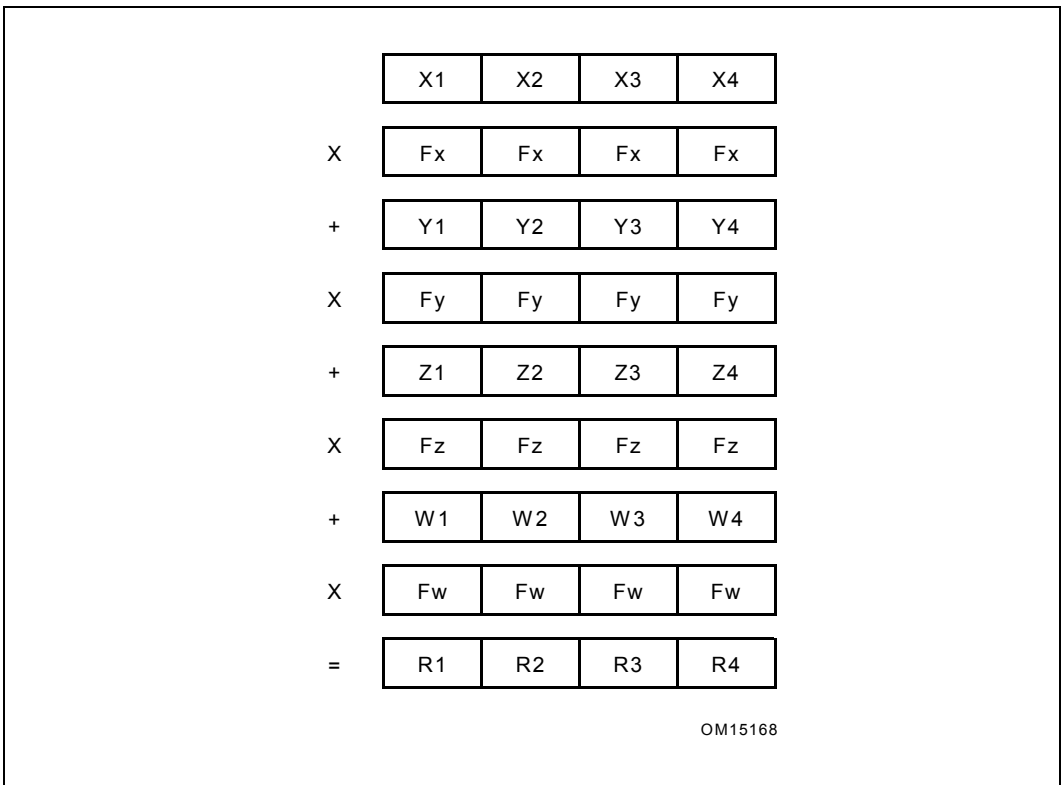 X1 X2 X3 X4
X Fx Fx Fx Fx
+ Y1 Y2 Y3 Y4
X Fy Fy Fy Fy
+ Z1 Z2 Z3 Z4
X Fz Fz Fz Fz
+ W1 W2 W3 W4
X Fw Fw Fw Fw
= R1 R2 R3 R4
OM15168